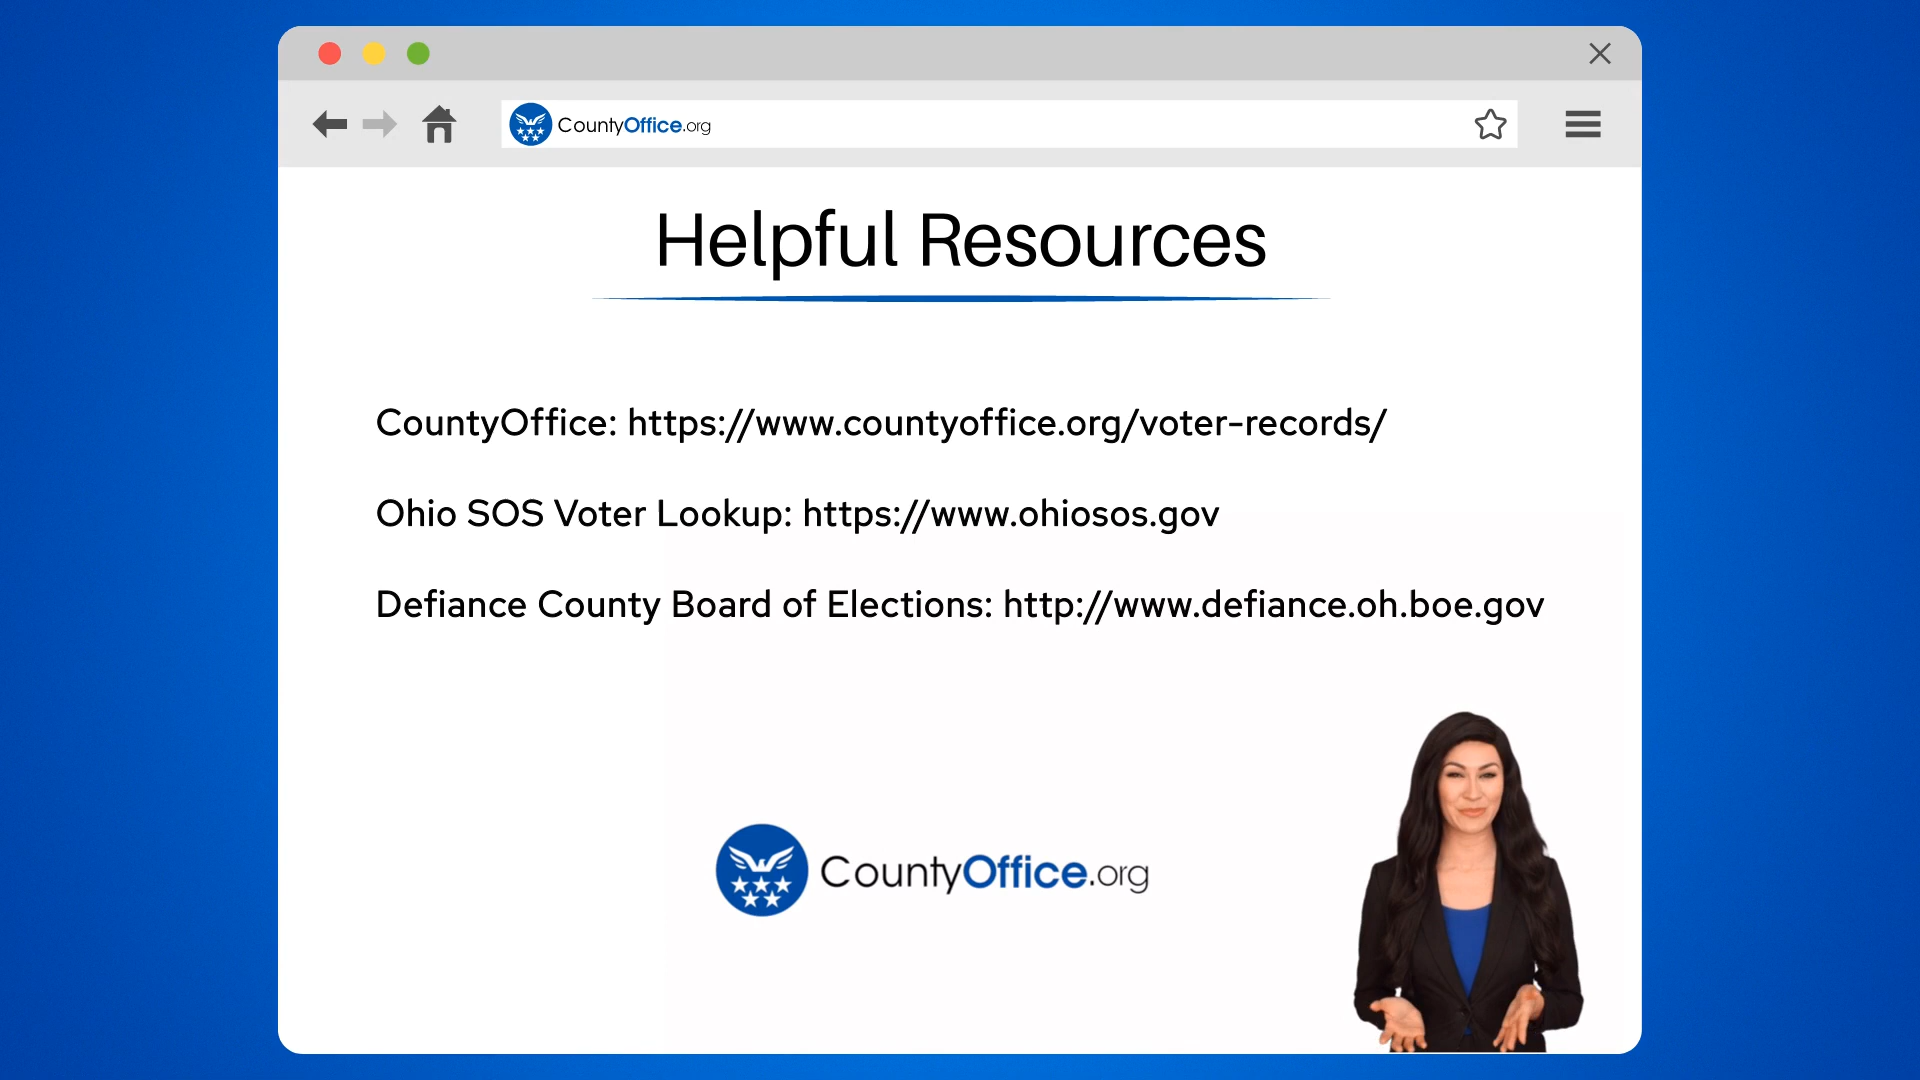 CountyOffice.org
Helpful Resources
CountyOffice: https://www.countyoffice.org/voter-records/
Ohio SOS Voter Lookup: https://www.ohiosos.gov
Defiance County Board of Elections: http://www.defiance.oh.boe.gov
CountyOffice.org